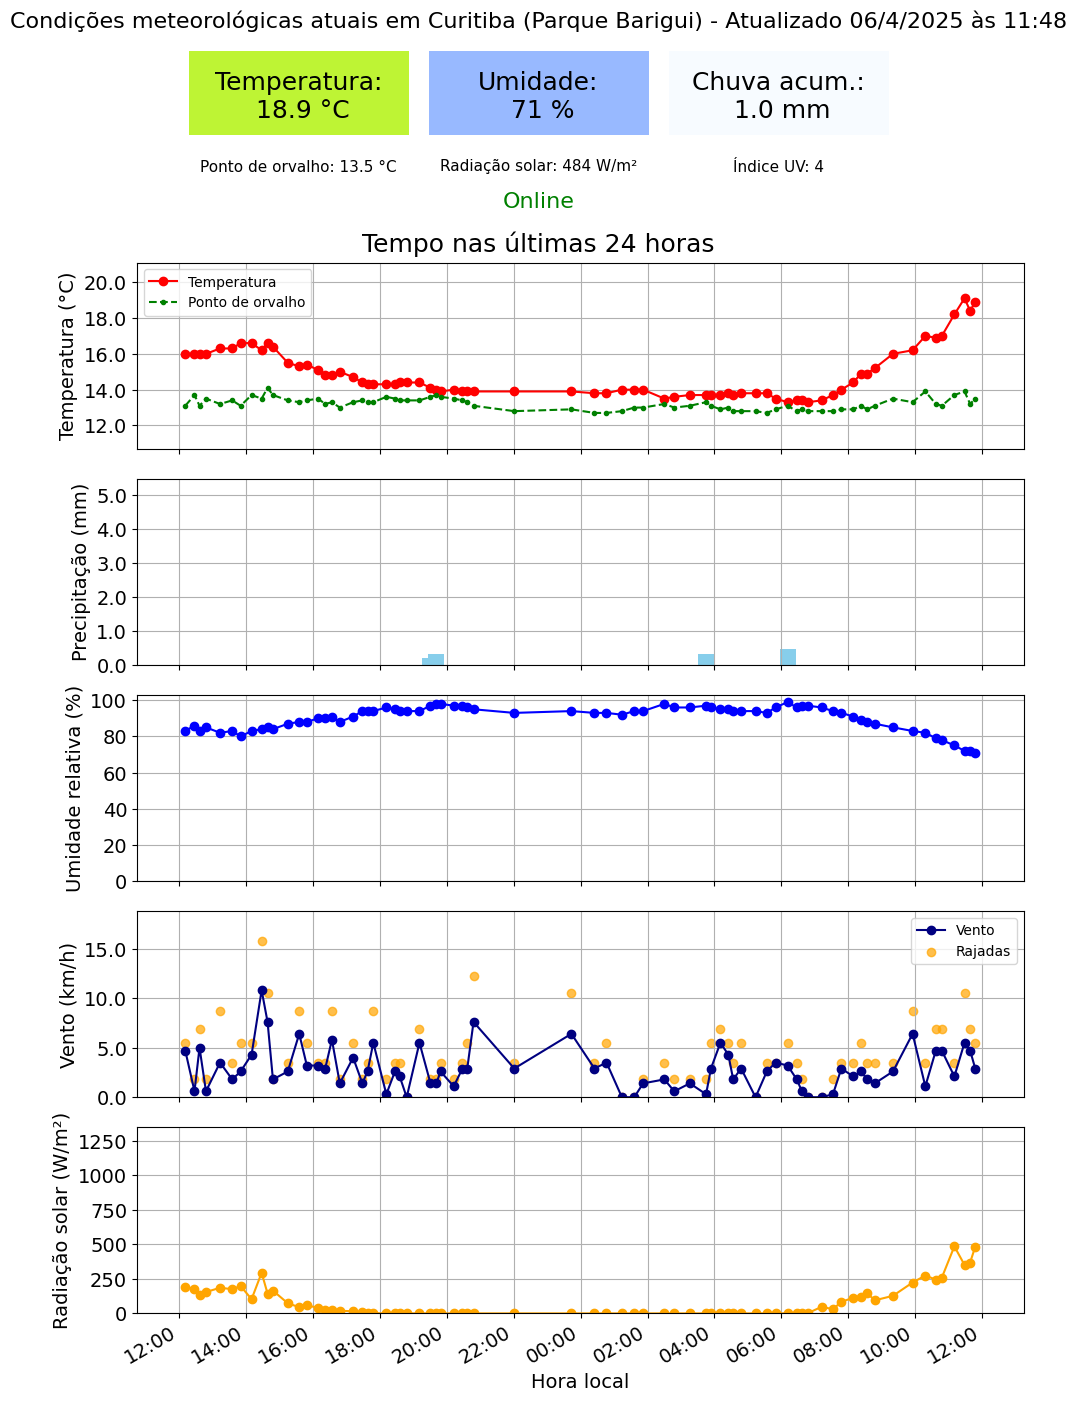 Condições meteorológicas atuais em Curitiba (Parque Barigui) - Atualizado 06/4/2025 às 11:48
Temperatura:
18.9 °C
Umidade:
71 %
Chuva acum.:
1.0 mm
Ponto de orvalho: 13.5 °C
Radiação solar: 484 W/m²
Índice UV: 4
Online
Tempo nas últimas 24 horas
Temperatura (°C)
20.0
18.0
16.0
14.0
12.0
Temperatura
Ponto de orvalho
Precipitação (mm)
5.0
4.0
3.0
2.0
1.0
0.0
Umidade relativa (%)
100
80
60
40
20
0
Vento (km/h)
15.0
10.0
5.0
0.0
Vento
Rajadas
Radiação solar (W/m²)
1250
1000
750
500
250
0
12:00
14:00
16:00
18:00
20:00
22:00
00:00
02:00
04:00
06:00
08:00
10:00
12:00
Hora local